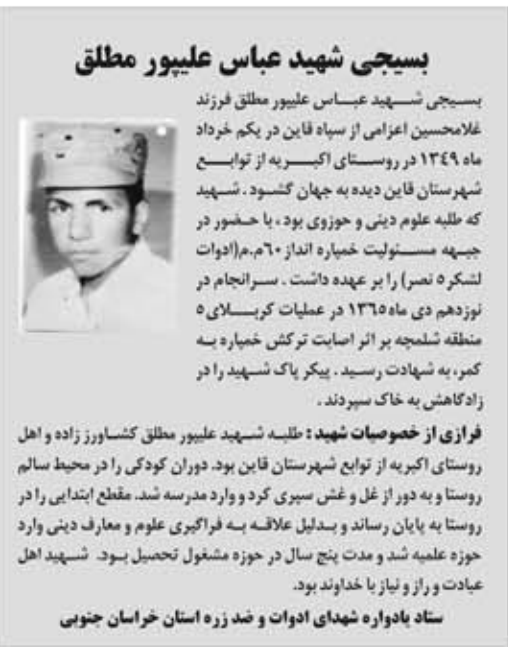 بسیجی شهید عباس علیپور مطلق
بسیجی شهید عباس علیپور مطلق فرزند
غلامحسین اعزامی از سپاه قاین در یکم خرداد
ماه ۱۳٤۹ در روستای اکبریه از توابع
شهرستان قاین دیده به جهان گشود . شهید
که طلبه علوم دینی و حوزوی بود ، با حضور در
جبهه مسئولیت خمپاره انداز ٦۰م.م(ادوات
لشکر ٥ نصر) را بر عهده داشت . سرانجام در
نوزدهم دی ماه ۱۳٦٥ در عملیات کربلای ٥
منطقه شلمچه بر اثر اصابت ترکش خمپاره به
کمر، به شهادت رسید . پیکر پاک شهید را در
زادگاهش به خاک سپردند .
فرازی از خصوصیات شهید : طلبه شهید علیپور مطلق کشاورز زاده و اهل
روستای اکبریه از توابع شهرستان قاین بود. دوران کودکی را در محیط سالم
روستا و به دور از غل و غش سپری کرد و وارد مدرسه شد. مقطع ابتدایی را در
روستا به پایان رساند و بدلیل علاقه به فراگیری علوم و معارف دینی وارد
حوزه علمیه شد و مدت پنج سال در حوزه مشغول تحصیل بود. شهید اهل
عبادت و راز و نیاز با خداوند بود.
ستاد یادواره شهدای ادوات و ضد زره استان خراسان جنوبی